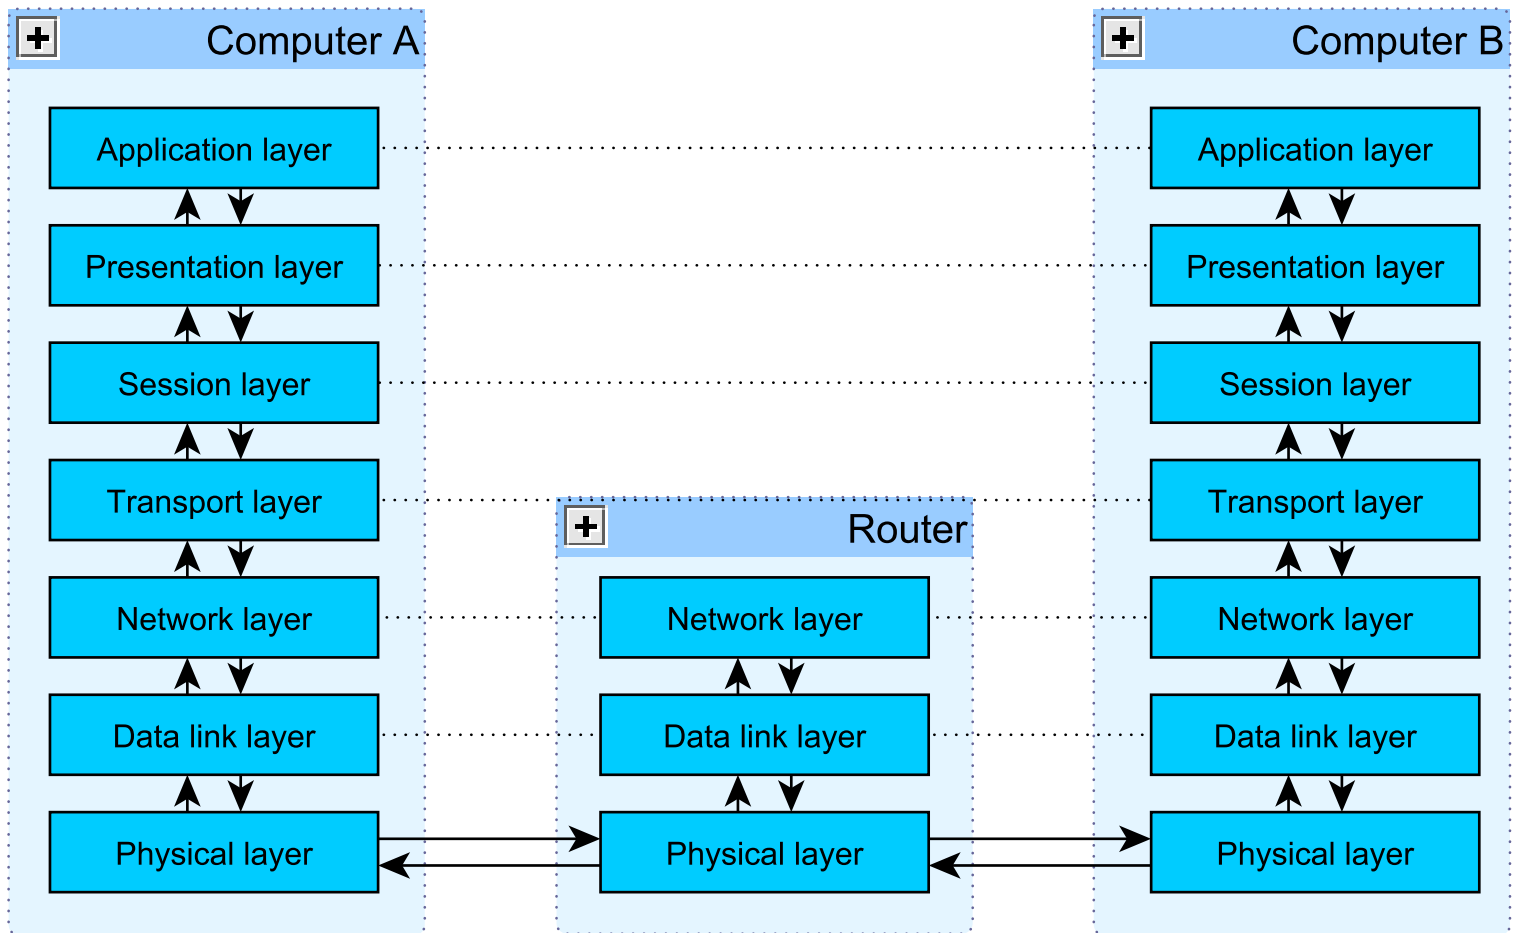 Computer A
Application layer
Presentation layer
Session layer
Transport layer
Network layer
Data link layer
Physical layer
Router
Network layer
Data link layer
Physical layer
Computer B
Application layer
Presentation layer
Session layer
Transport layer
Network layer
Data link layer
Physical layer